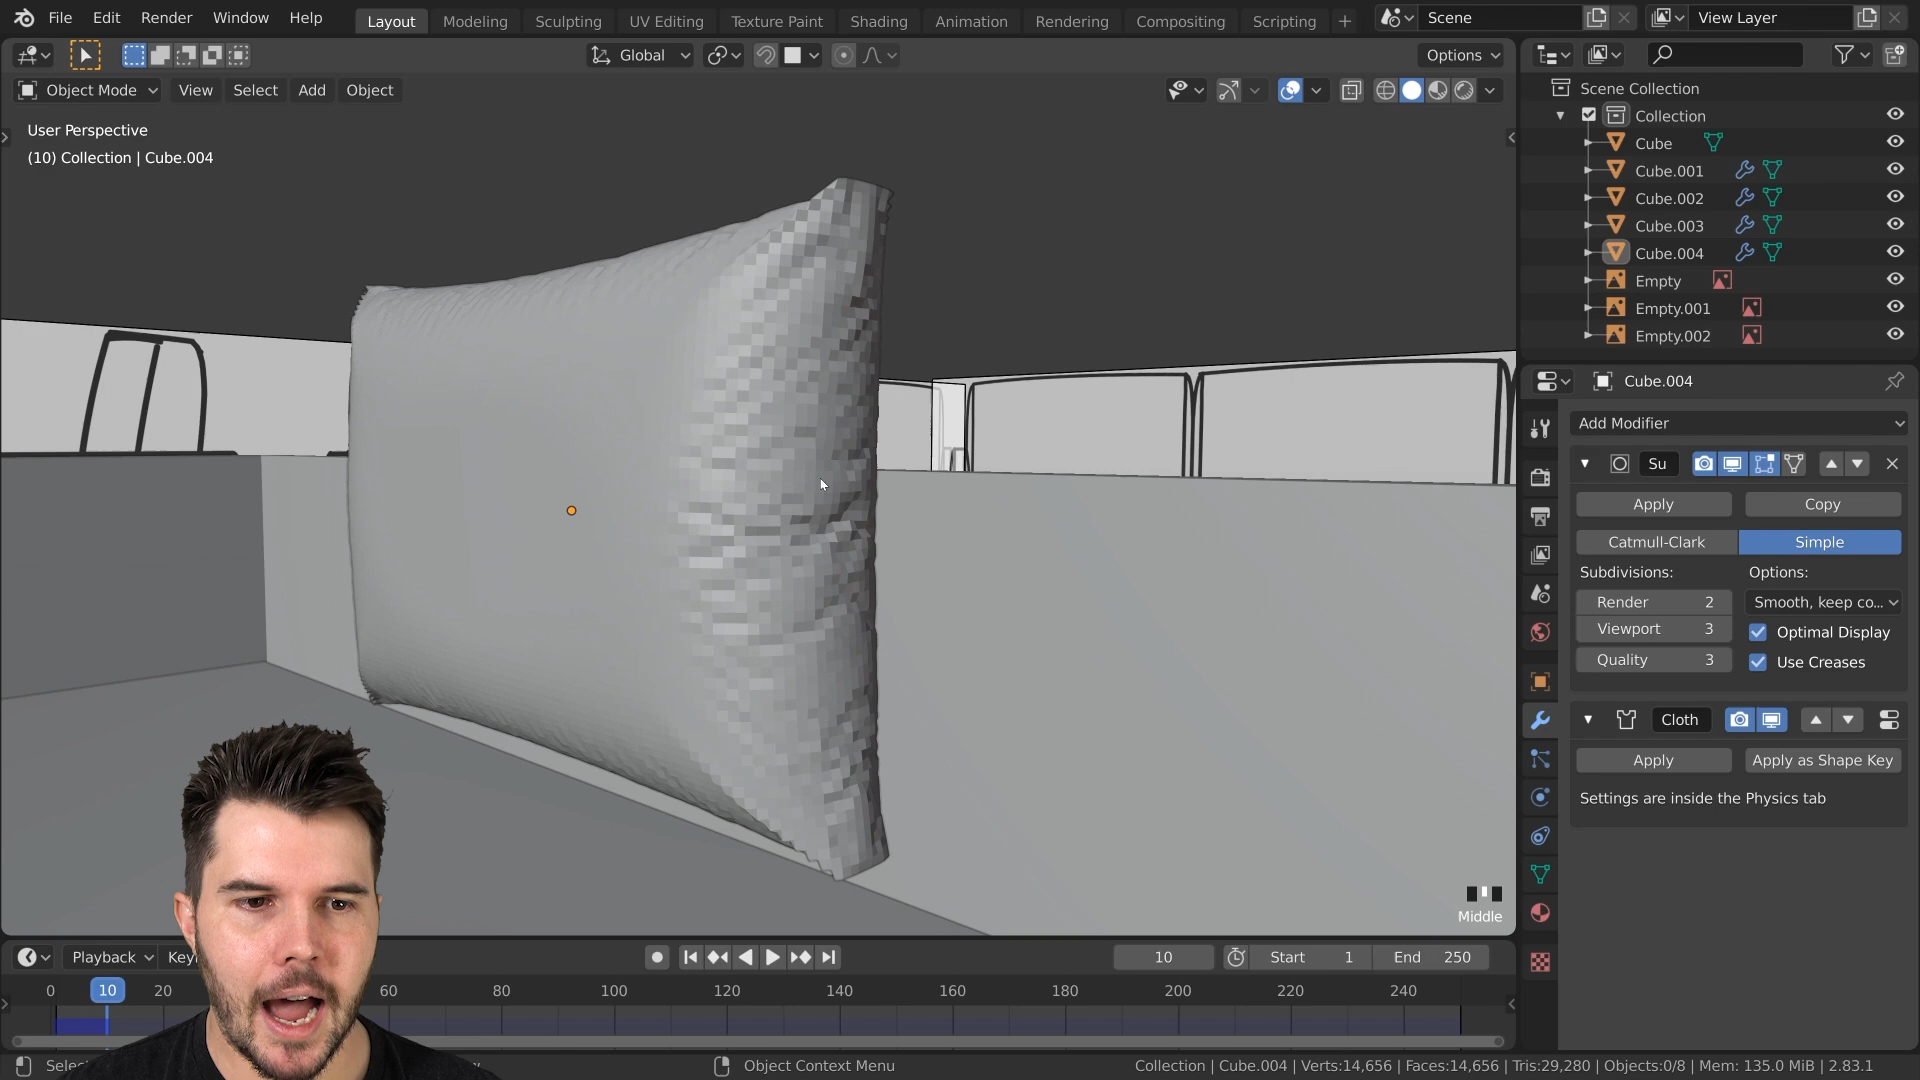 File Edit Render Window Help Layout Modeling Sculpting UV Editing Texture Paint Shading Animation Rendering Compositing Scripting Scene View Layer
Global Options
Object Mode View Select Add Object
User Perspective
(10) Collection | Cube.004
Scene Collection
Collection
Cube
Cube.001
Cube.002
Cube.003
Cube.004
Empty
Empty.001
Empty.002
Cube.004
Add Modifier
Su
Apply Copy
Catmull-Clark Simple
Subdivisions: Options:
Render 2 Smooth, keep co...
Viewport 3 Optimal Display
Quality 3 Use Creases
Cloth
Apply Apply as Shape Key
Settings are inside the Physics tab
Middle
Playback 10 Start 1 End 250
0 10 20 60 80 100 120 140 160 180 200 220 240
Object Context Menu Collection | Cube.004 | Verts:14,656 | Faces:14,656 | Tris:29,280 | Objects:0/8 | Mem: 135.0 MiB | 2.83.1